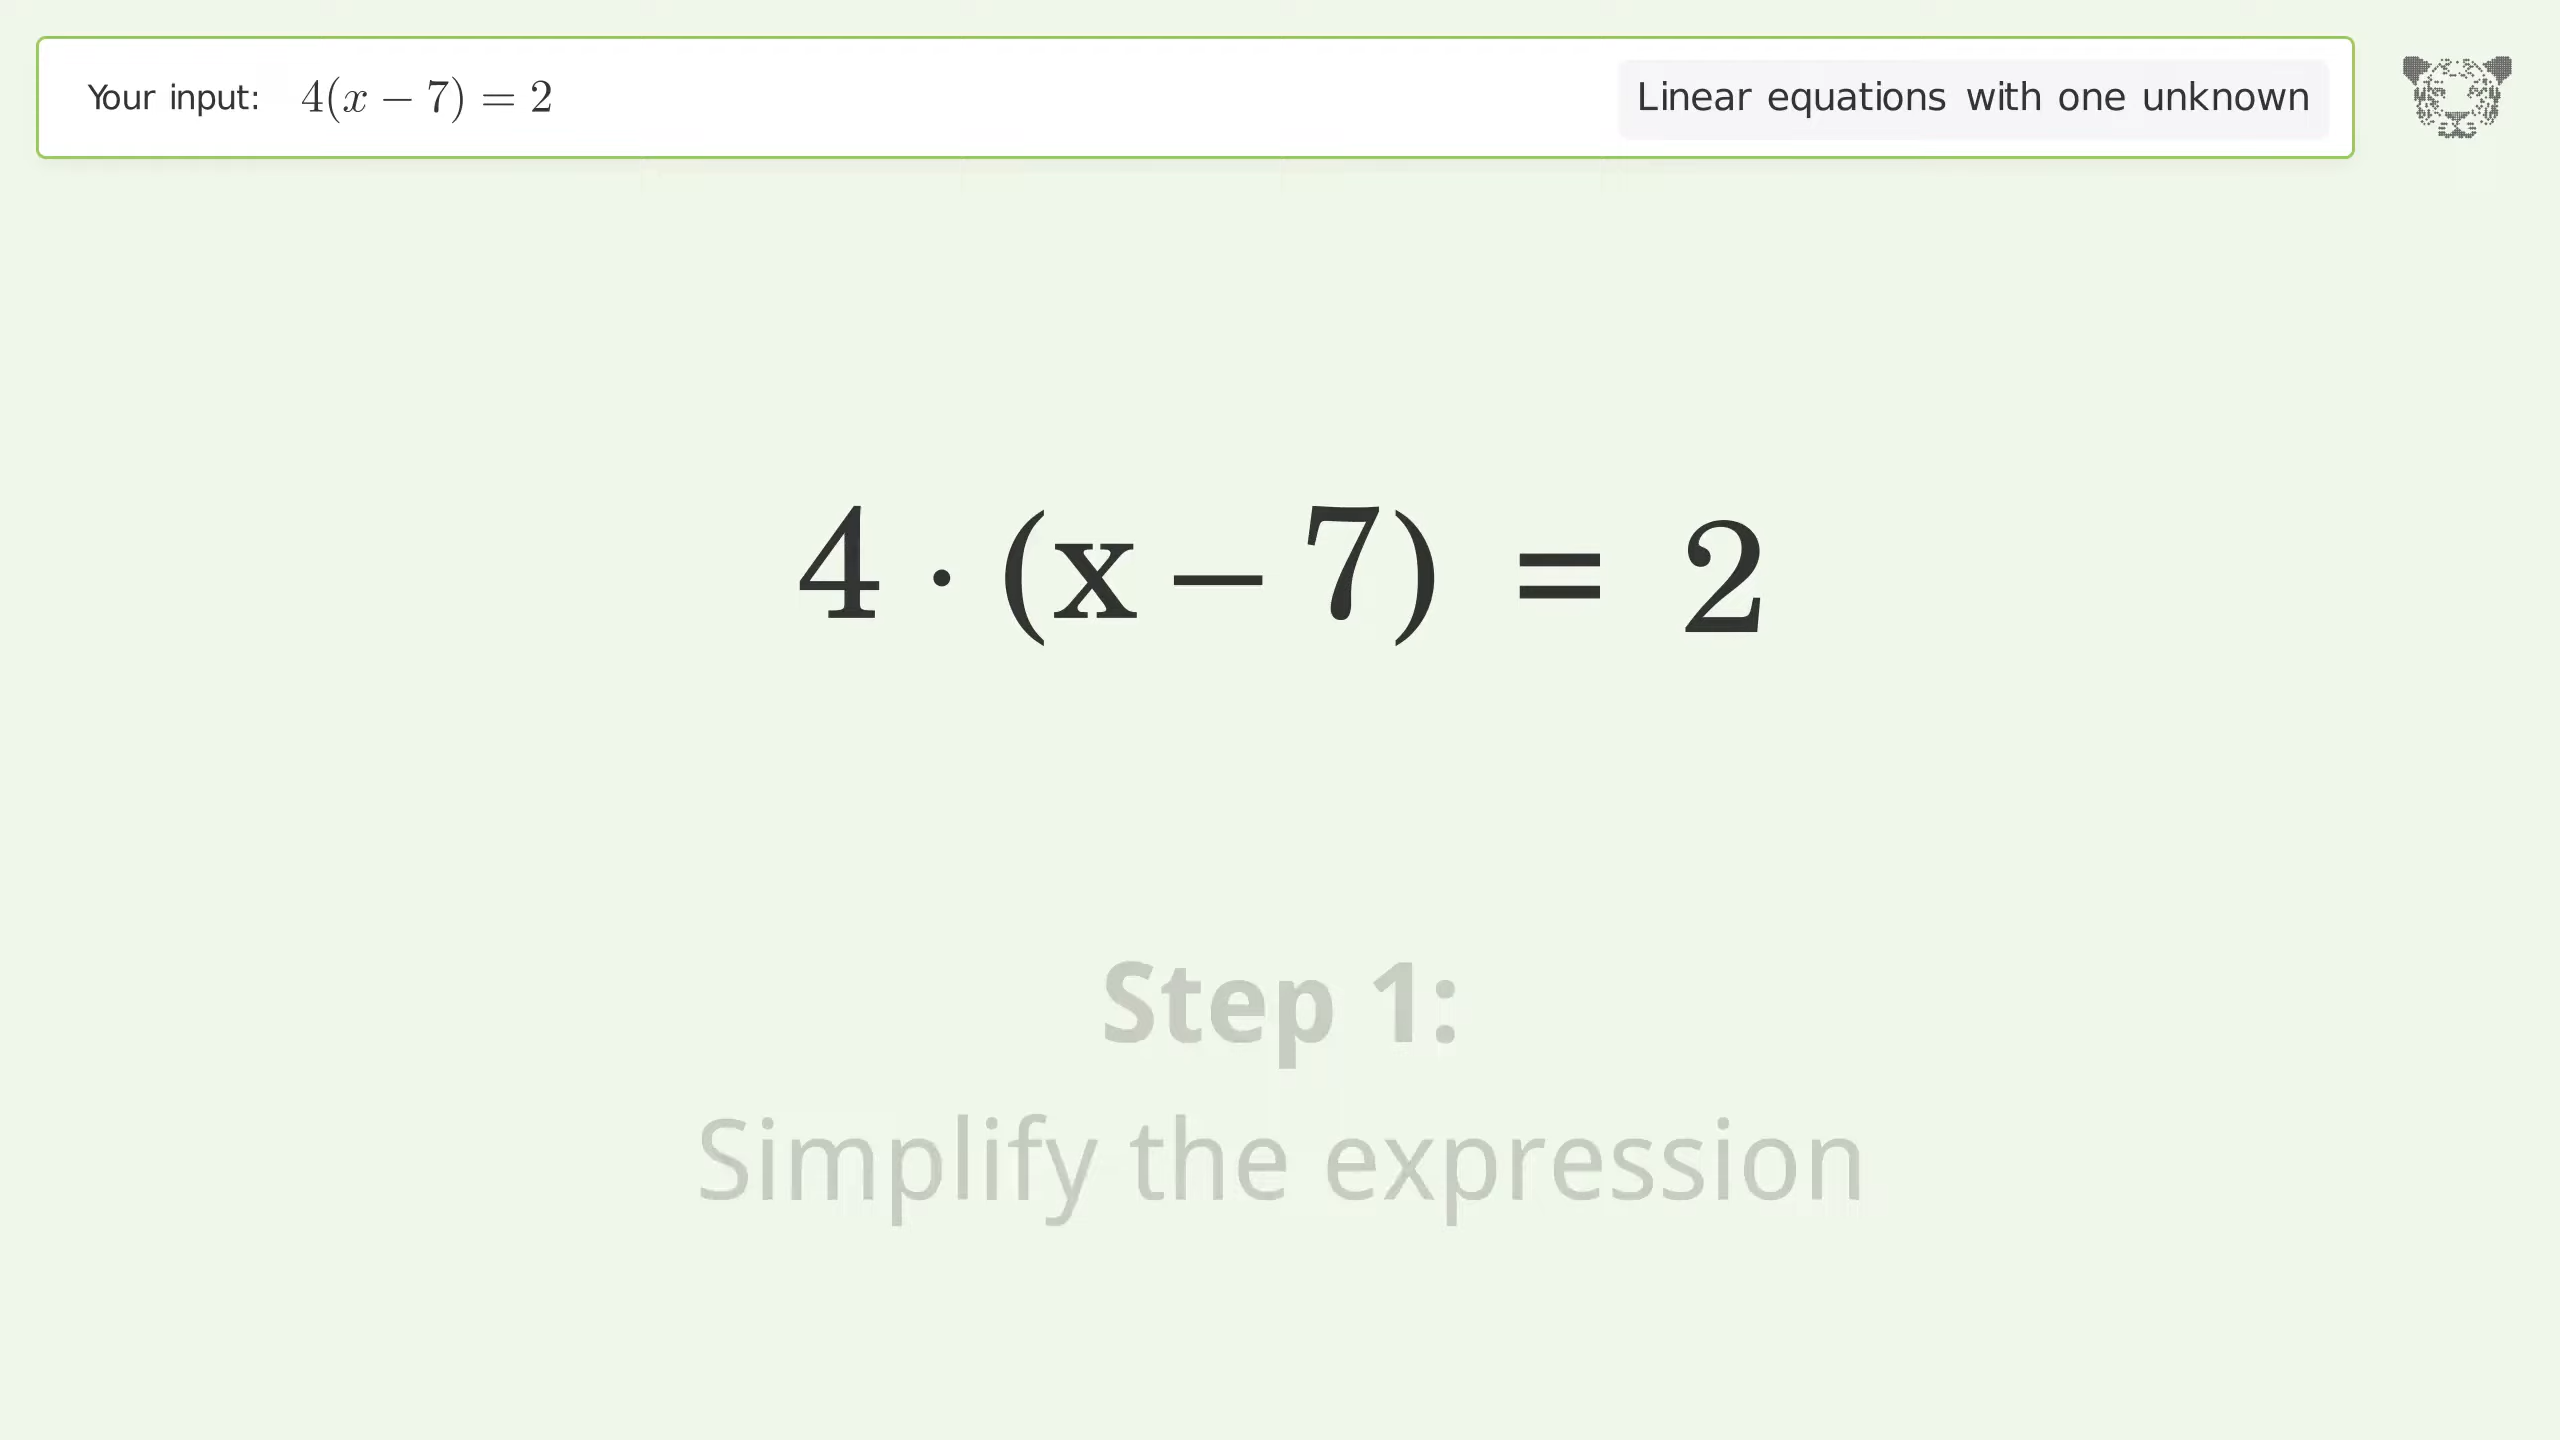 Your input: 4(x − 7) = 2
Linear equations with one unknown
4 · (x − 7) = 2
Step 1:
Simplify the expression